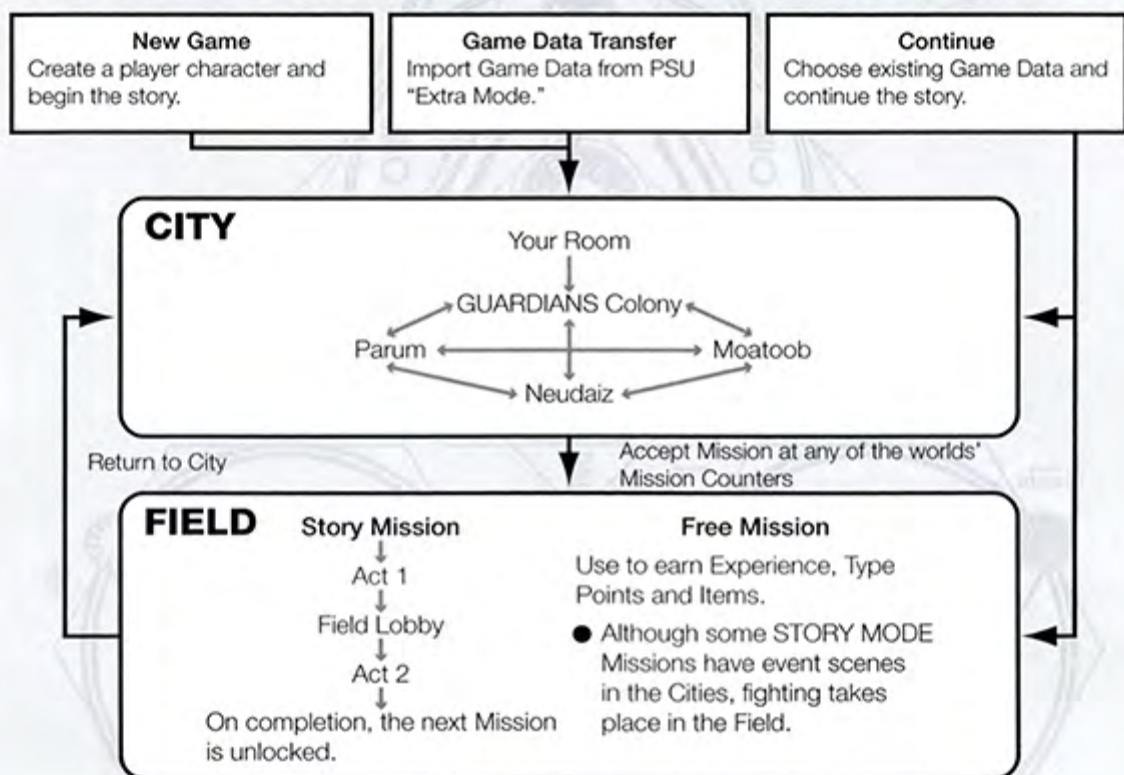 New Game
Create a player character and
begin the story.
Game Data Transfer
Import Game Data from PSU
“Extra Mode.”
Continue
Choose existing Game Data and
continue the story.
CITY
Your Room
GUARDIANS Colony
Parum
Moatoob
Neudaiz
Return to City
Accept Mission at any of the worlds'
Mission Counters
FIELD
Story Mission
Act 1
Field Lobby
Act 2
On completion, the next Mission
is unlocked.
Free Mission
Use to earn Experience, Type
Points and Items.
● Although some STORY MODE
Missions have event scenes
in the Cities, fighting takes
place in the Field.